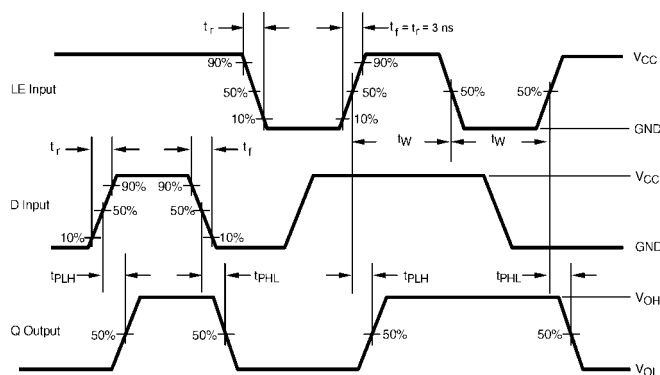 tr
tf
tf = tr = 3 ns
VCC
90%
90%
LE Input
50%
50%
50%
50%
10%
10%
GND
tW
tW
tr
tf
VCC
90%
90%
D Input
50%
50%
10%
10%
GND
tPLH
tPHL
tPLH
tPHL
VOH
Q Output
50%
50%
50%
50%
VOL